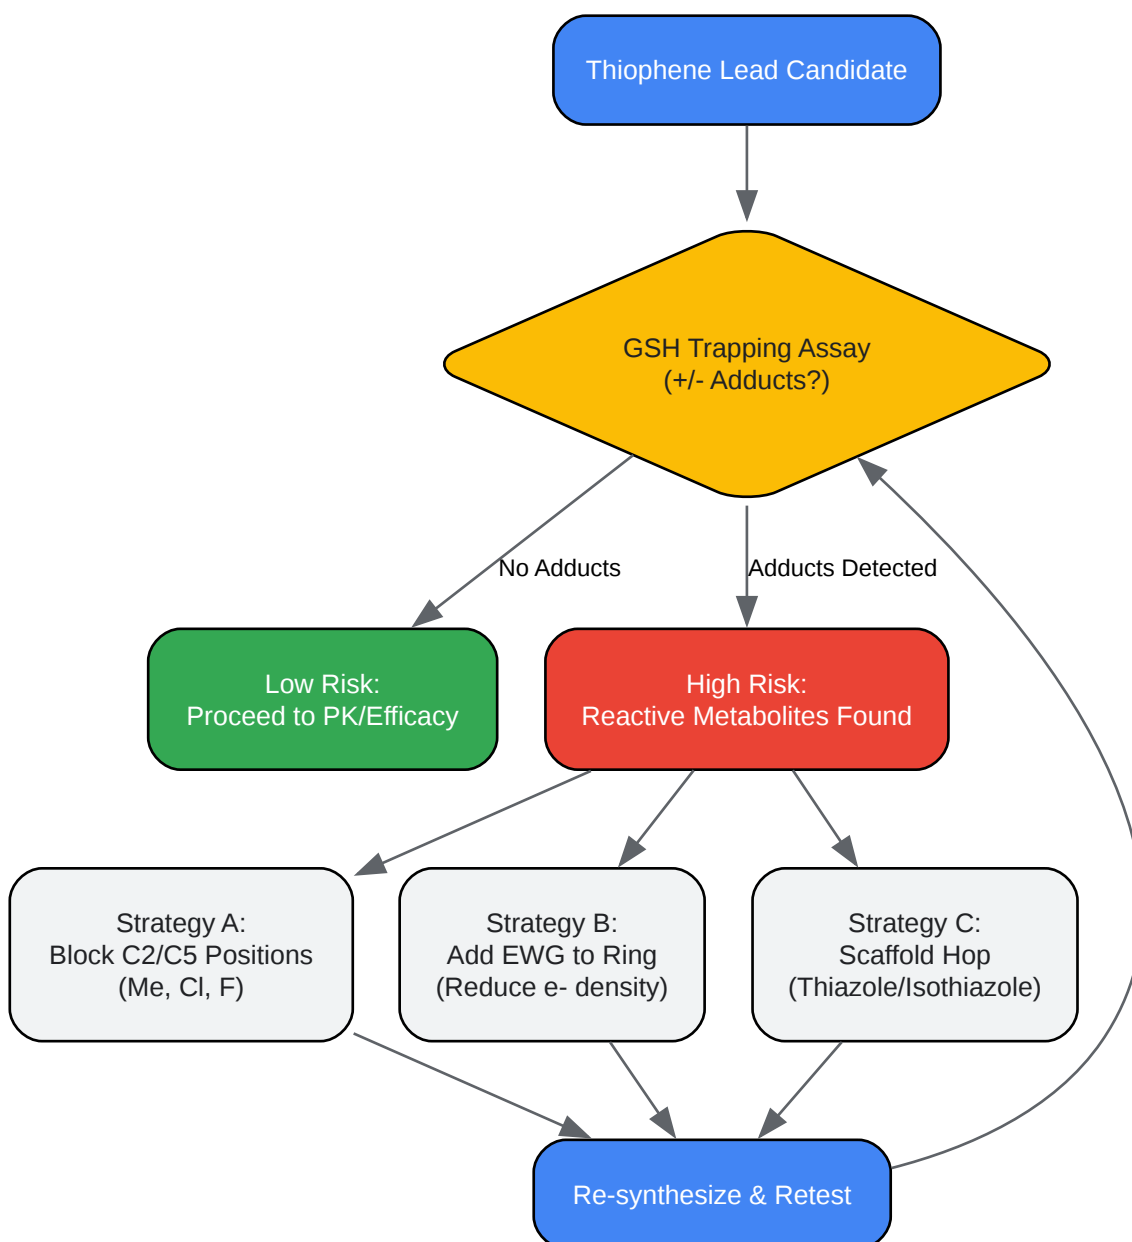 Thiophene Lead Candidate
GSH Trapping Assay
(+/- Adducts?)
No Adducts
Adducts Detected
Low Risk:
Proceed to PK/Efficacy
High Risk:
Reactive Metabolites Found
Strategy A:
Block C2/C5 Positions
(Me, Cl, F)
Strategy B:
Add EWG to Ring
(Reduce e- density)
Strategy C:
Scaffold Hop
(Thiazole/Isothiazole)
Re-synthesize & Retest